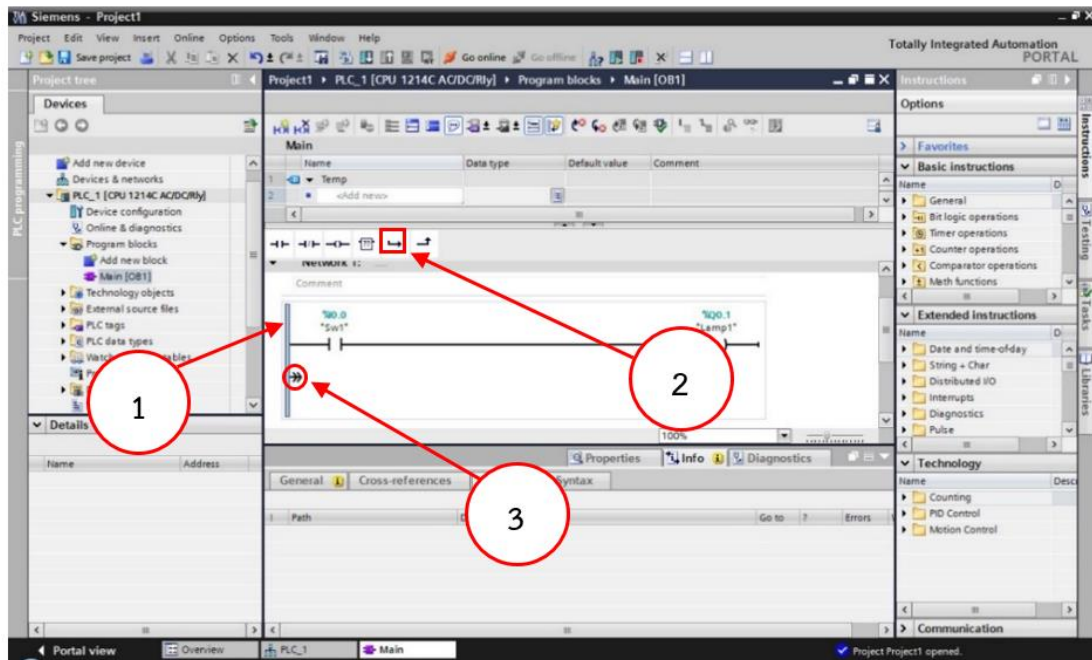 Siemens - Project1
Project Edit View Insert Online Options Tools Window Help
Totally Integrated Automation
PORTAL
Save project
Go online
Go offline
Project tree
Project1 PLC_1 [CPU 1214C AC/DC/Rly] Program blocks Main [OB1]
Instructions
Devices
Options
PLC programming
Add new device
Devices & networks
PLC_1 [CPU 1214C AC/DC/Rly]
Device configuration
Online & diagnostics
Program blocks
Add new block
Main [OB1]
Technology objects
External source files
PLC tags
PLC data types
Details
Name Address
Main
Name Data type Default value Comment
1 Temp
2 <Add new>
Network 1:
Comment
%I0.0
"Sw1"
%Q0.1
"Lamp1"
1
2
3
100%
Properties Info Diagnostics
General Cross-references Syntax
! Path Go to ? Errors
Favorites
Basic instructions
Name D
General
Bit logic operations
Timer operations
Counter operations
Comparator operations
Math functions
Extended instructions
Name D
Date and time-of-day
String + Char
Distributed I/O
Interrupts
Diagnostics
Pulse
Technology
Name Desc
Counting
PID Control
Motion Control
Communication
Instructions
Testing
Tasks
Libraries
Portal view Overview PLC_1 Main
Project Project1 opened.